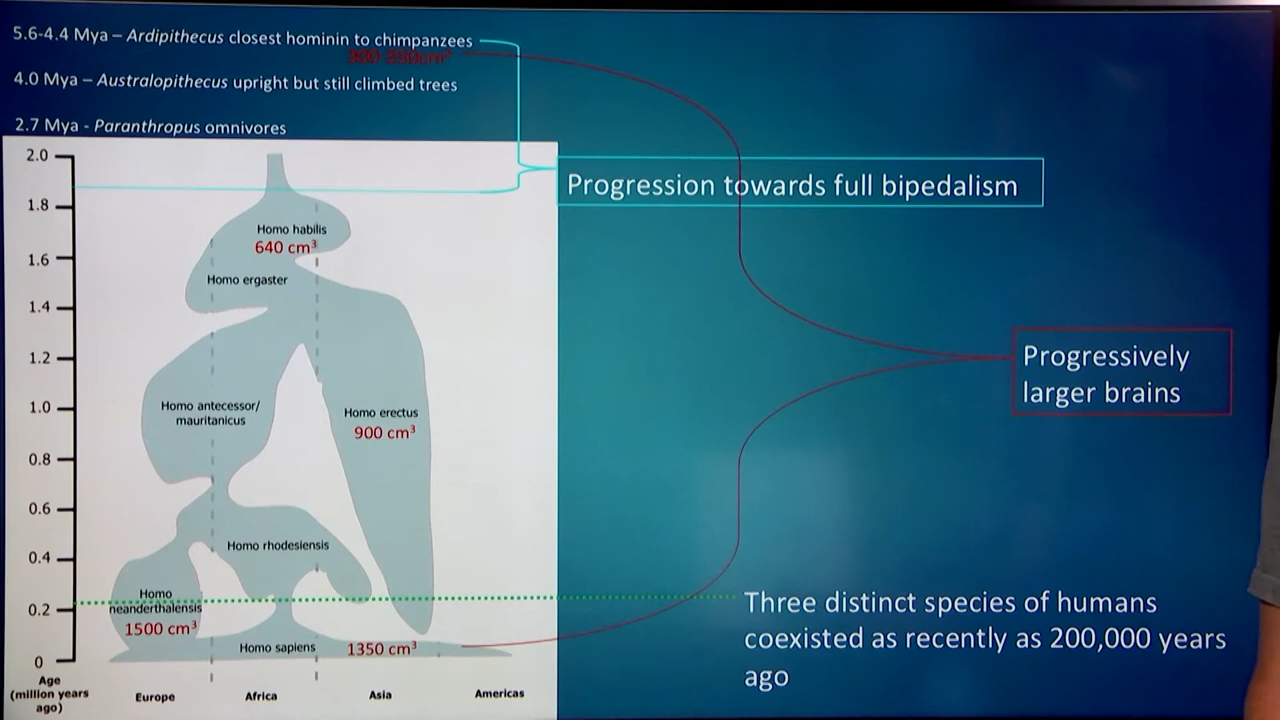 5.6-4.4 Mya – Ardipithecus closest hominin to chimpanzees
300-350cm³
4.0 Mya – Australopithecus upright but still climbed trees
2.7 Mya - Paranthropus omnivores
2.0
Progression towards full bipedalism
1.8
Homo habilis
640 cm³
1.6
Homo ergaster
1.4
1.2
Progressively
larger brains
1.0
Homo antecessor/
mauritanicus
Homo erectus
900 cm³
0.8
0.6
Homo rhodesiensis
0.4
Homo
neanderthalensis
1500 cm³
0.2
Three distinct species of humans
coexisted as recently as 200,000 years
ago
Homo sapiens
1350 cm³
0
Age
(million years
ago)
Europe
Africa
Asia
Americas